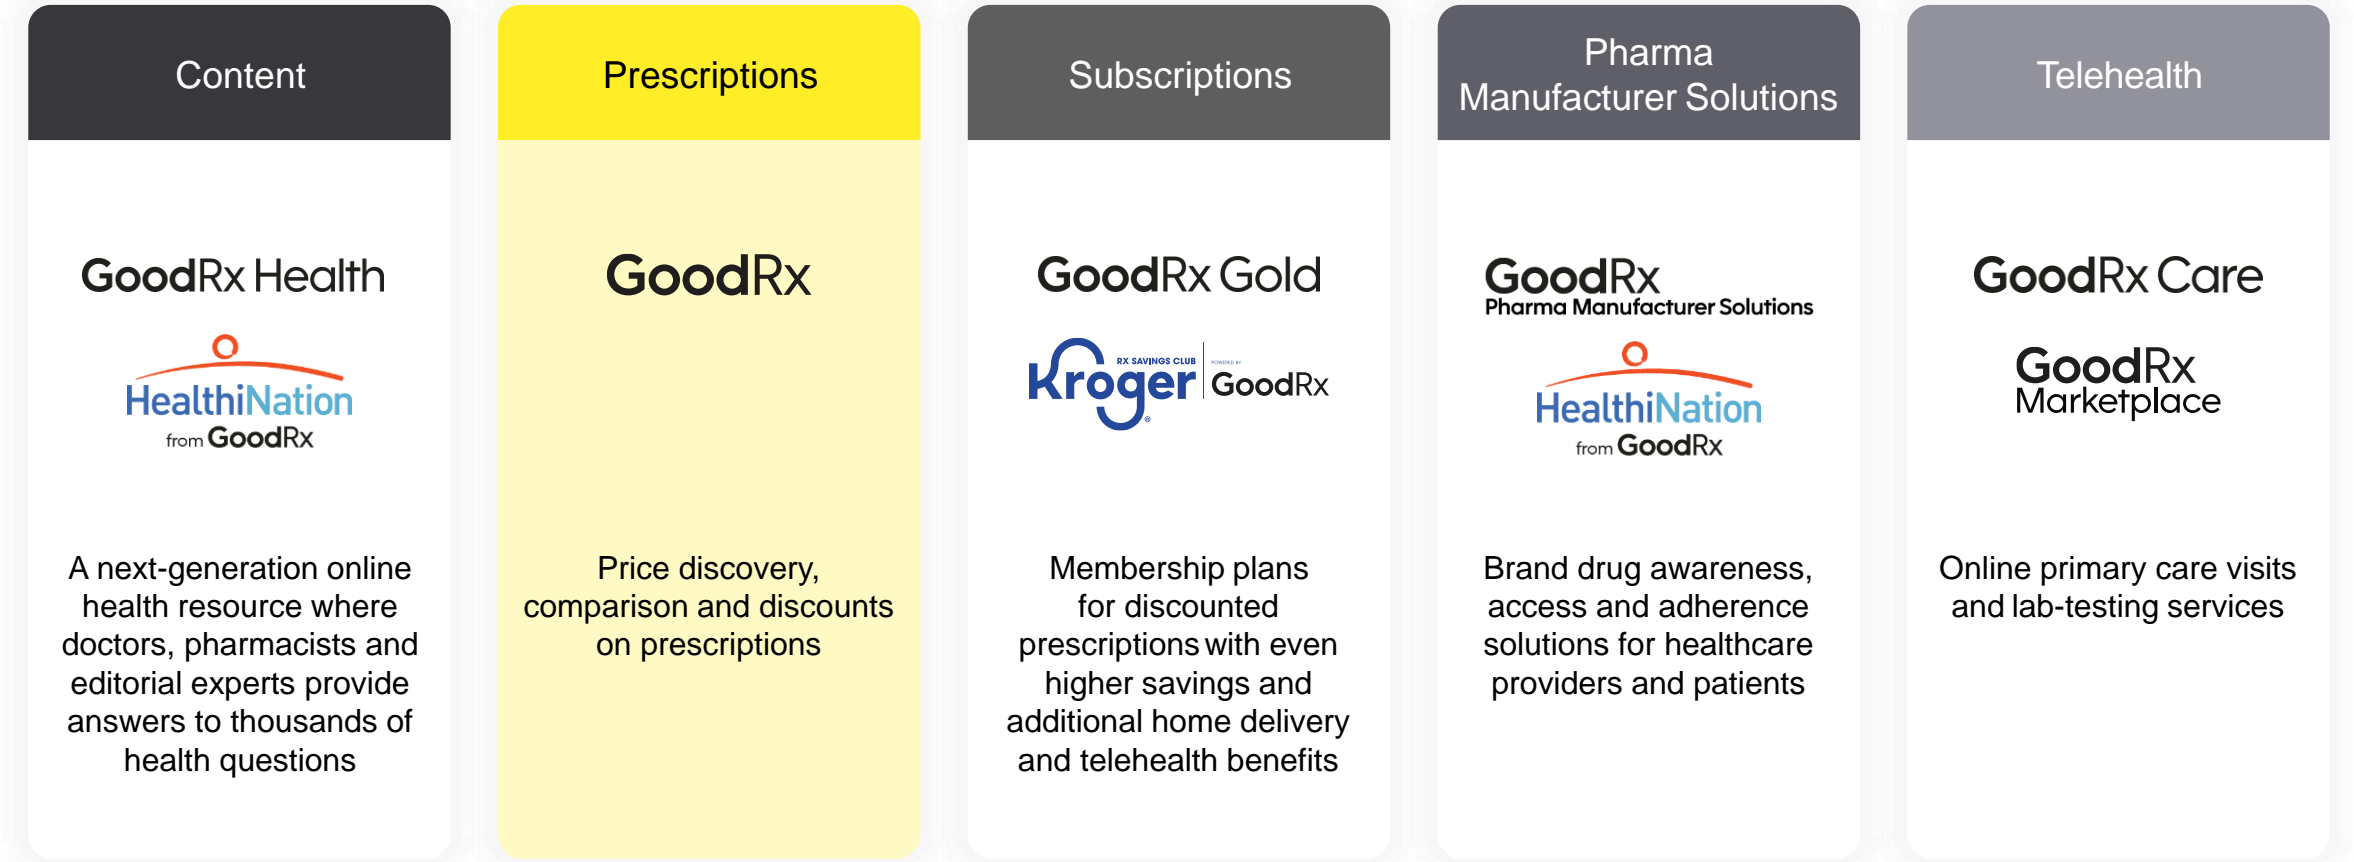 Content
GoodRx Health
HealthiNation
from GoodRx
A next-generation online
health resource where
doctors, pharmacists and
editorial experts provide
answers to thousands of
health questions
Prescriptions
GoodRx
Price discovery,
comparison and discounts
on prescriptions
Subscriptions
GoodRx Gold
RX SAVINGS CLUB
Kroger®
POWERED BY
GoodRx
Membership plans
for discounted
prescriptions with even
higher savings and
additional home delivery
and telehealth benefits
Pharma
Manufacturer Solutions
GoodRx
Pharma Manufacturer Solutions
HealthiNation
from GoodRx
Brand drug awareness,
access and adherence
solutions for healthcare
providers and patients
Telehealth
GoodRx Care
GoodRx
Marketplace
Online primary care visits
and lab-testing services